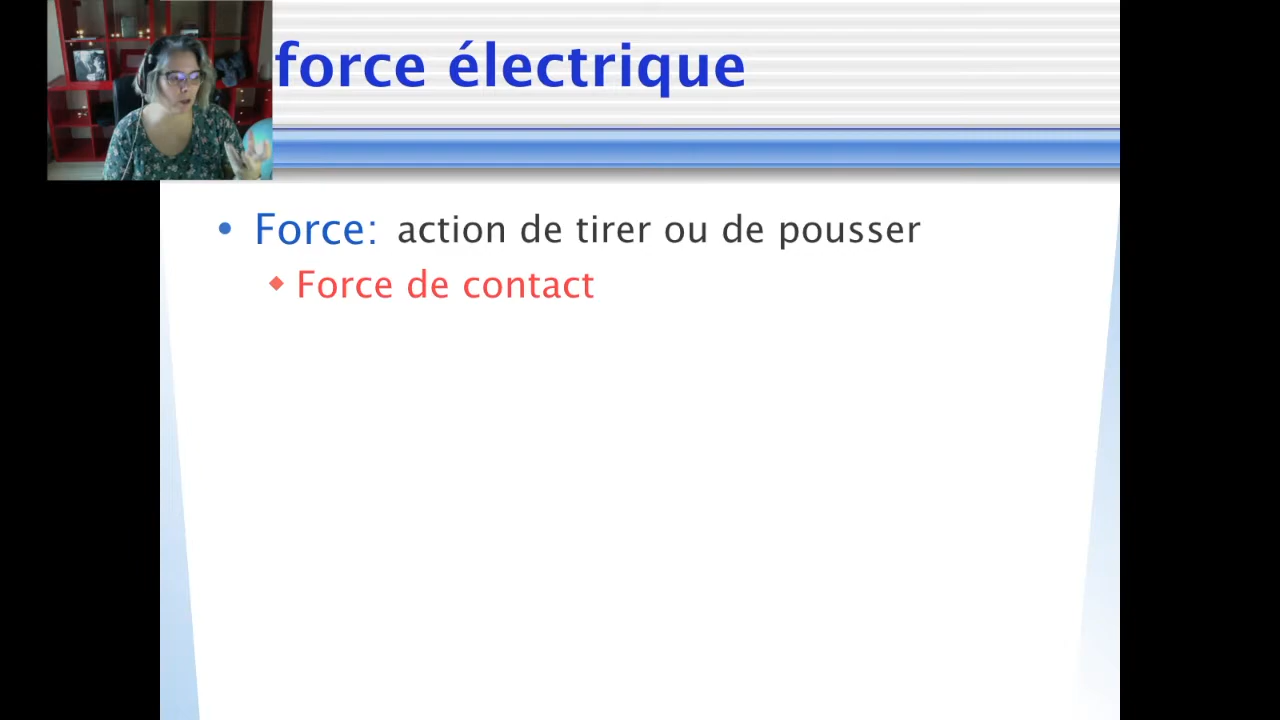 force électrique
• Force: action de tirer ou de pousser
◆ Force de contact